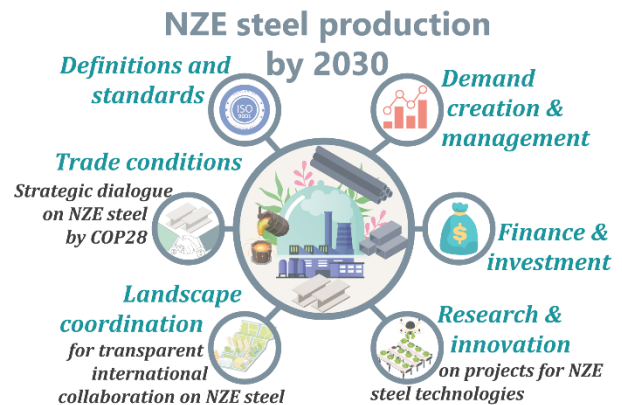 NZE steel production
by 2030
Definitions and
standards
ISO
9001
Demand
creation &
management
Trade conditions
Strategic dialogue
on NZE steel
by COP28
$
Finance &
investment
Landscape
coordination
for transparent
international
collaboration on NZE steel
Research &
innovation
on projects for NZE
steel technologies